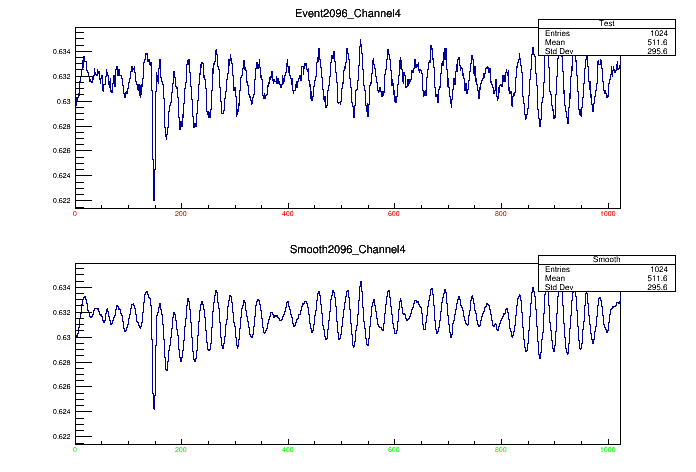 Event2096_Channel4
Test
Entries 1024
Mean 511.6
Std Dev 295.6
0.634
0.632
0.63
0.628
0.626
0.624
0.622
0 200 400 600 800 1000
Smooth2096_Channel4
Smooth
Entries 1024
Mean 511.6
Std Dev 295.6
0.634
0.632
0.63
0.628
0.626
0.624
0.622
0 200 400 600 800 1000